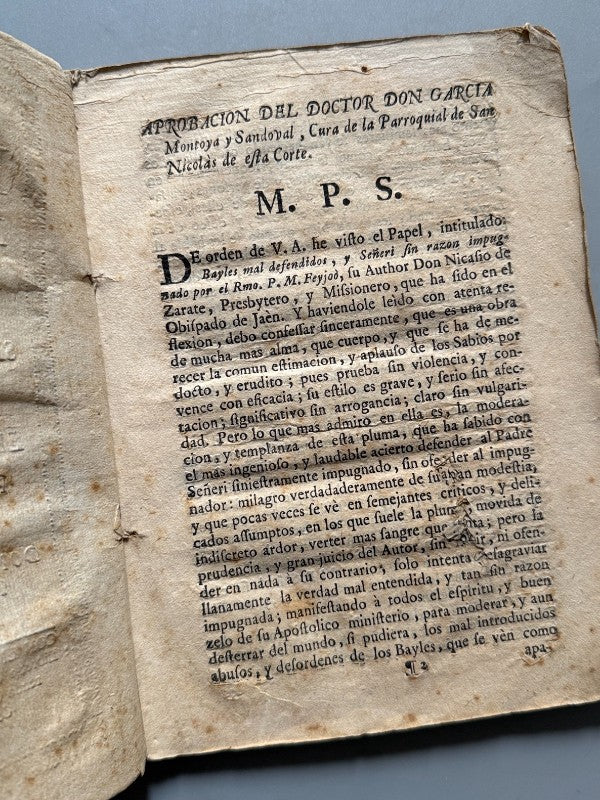 APROBACION DEL DOCTOR DON GARCIA
Montoya y Sandoval, Cura de la Parroquial de San
Nicolàs de eſta Corte.
M. P. S.
DE orden de V. A. he viſto el Papel, intitulado:
Bayles mal defendidos, y Señeri ſin razon impug-
nado por el Rmo. P. M. Feyjoò, ſu Author Don Nicaſio de
Zarate, Presbytero, y Miſsionero, que ha ſido en el
Obiſpado de Jaèn. Y haviendole leìdo con atenta re-
flexion, debo confeſſar ſinceramente, que es una obra
de mucha mas alma, que cuerpo, y que ſe ha de me-
recer la comun eſtimacion, y aplauſo de los Sabios por
docto, y erudito; pues prueba ſin violencia, y con-
vence con eficacia; ſu eſtilo es grave, y ſerio ſin afec-
tacion; ſignificativo ſin arrogancia; claro ſin vulgari-
dad. Pero lo que mas admiro en ella es, la modera-
cion, y templanza de eſta pluma, que ha ſabido con
el mas ingenioſo, y laudable acierto defender al Padre
Señeri ſinieſtramente impugnado, ſin ofender al impug-
nador: milagro verdadaderamente de ſu modeſtia,
y que pocas veces ſe vè en ſemejantes criticos, y deli-
cados aſſumptos, en los que ſuele la pluma movida de
indiſcreto ardor, verter mas ſangre que ; pero la
prudencia, y gran juicio del Autor, ſin , ni ofen-
der en nada à ſu contrario, ſolo intenta deſagraviar
llanamente la verdad mal entendida, y tan ſin razon
impugnada; manifeſtando à todos el eſpiritu, y buen
zelo de ſu Apoſtolico miniſterio, para moderar, y aun
deſterrar del mundo, ſi pudiera, los mal introducidos
abuſos, y deſordenes de los Bayles, que ſe vèn como
¶ 2 apa-